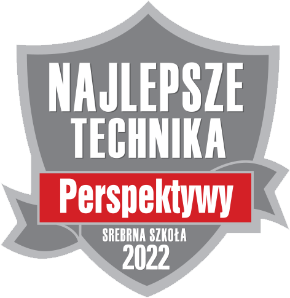 NAJLEPSZE
TECHNIKA
Perspektywy
SREBRNA SZKOŁA
2022